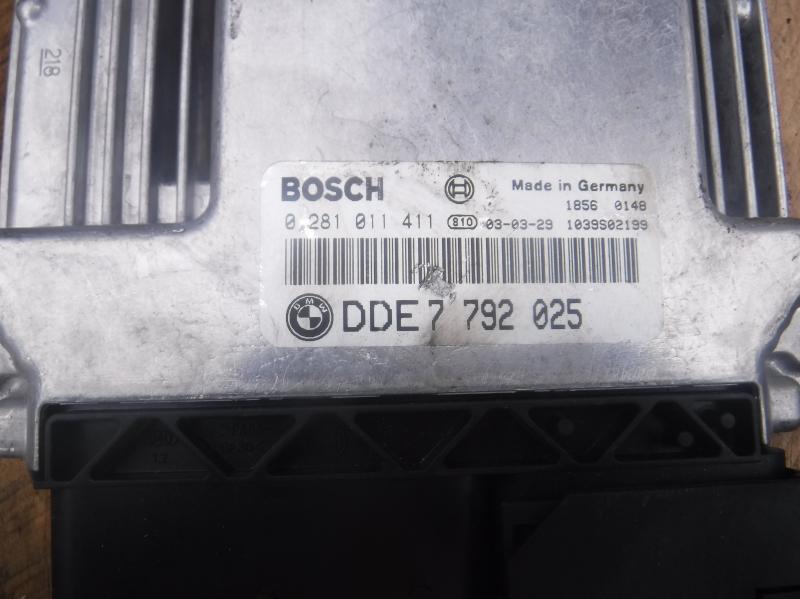 218
BOSCH
Made in Germany
1856 0148
0 281 011 411 810 03-03-29 1039S02199
BMW
DDE 7 792 025